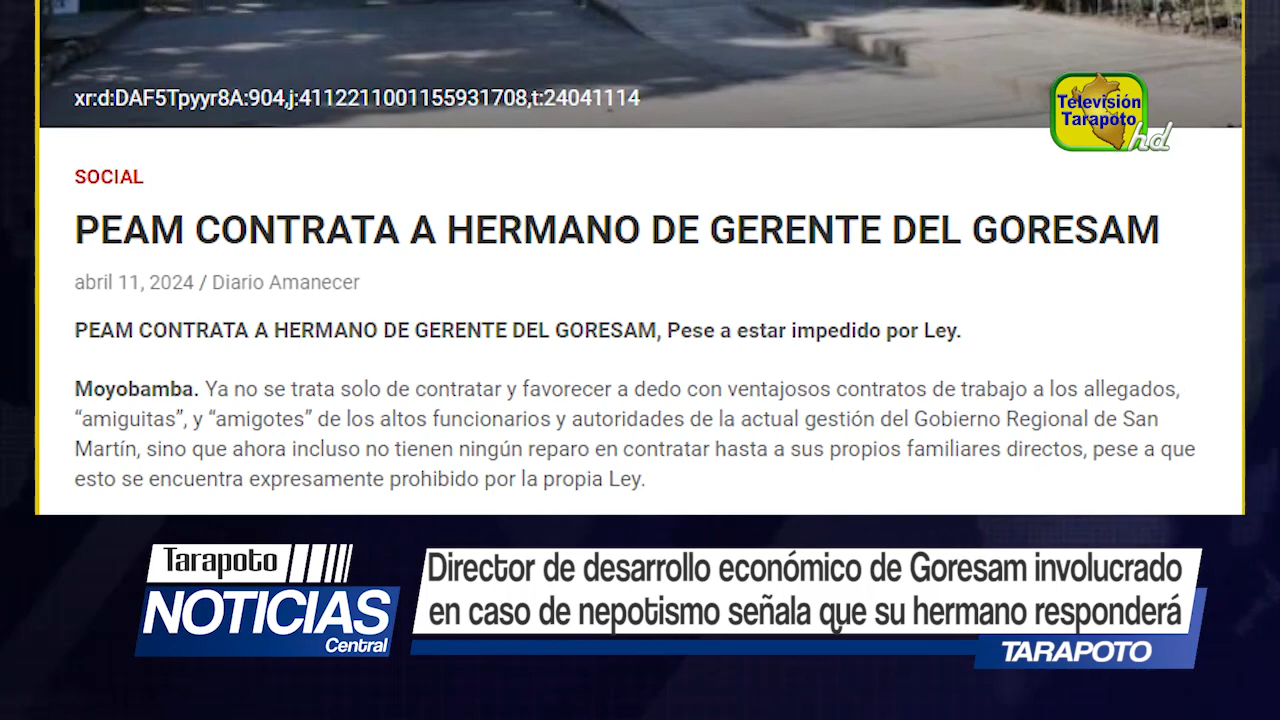 xr:d:DAF5Tpyyr8A:904,j:4112211001155931708,t:24041114
Televisión
Tarapoto
hd
SOCIAL
PEAM CONTRATA A HERMANO DE GERENTE DEL GORESAM
abril 11, 2024 / Diario Amanecer
PEAM CONTRATA A HERMANO DE GERENTE DEL GORESAM, Pese a estar impedido por Ley.
Moyobamba. Ya no se trata solo de contratar y favorecer a dedo con ventajosos contratos de trabajo a los allegados,
“amiguitas”, y “amigotes” de los altos funcionarios y autoridades de la actual gestión del Gobierno Regional de San
Martín, sino que ahora incluso no tienen ningún reparo en contratar hasta a sus propios familiares directos, pese a que
esto se encuentra expresamente prohibido por la propia Ley.
Tarapoto
NOTICIAS
Central
Director de desarrollo económico de Goresam involucrado
en caso de nepotismo señala que su hermano responderá
TARAPOTO